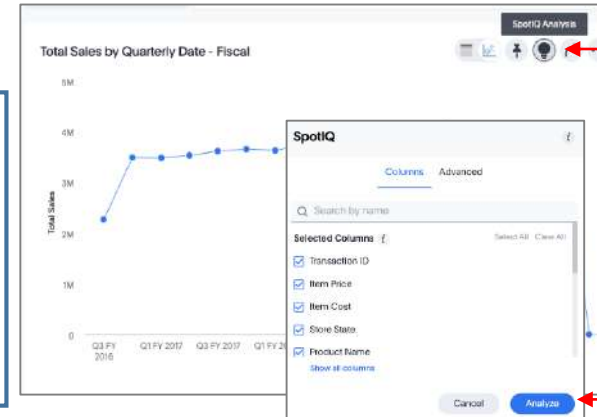 SpotIQ Analysis
Total Sales by Quarterly Date - Fiscal
5M
4M
3M
2M
1M
0
Total Sales
Q3 FY 2016
Q1 FY 2017
Q3 FY 2017
Q1 FY 2
SpotIQ
Columns
Advanced
Search by name
Selected Columns
Select All
Clear All
Transaction ID
Item Price
Item Cost
Store State
Product Name
Show all columns
Cancel
Analyze